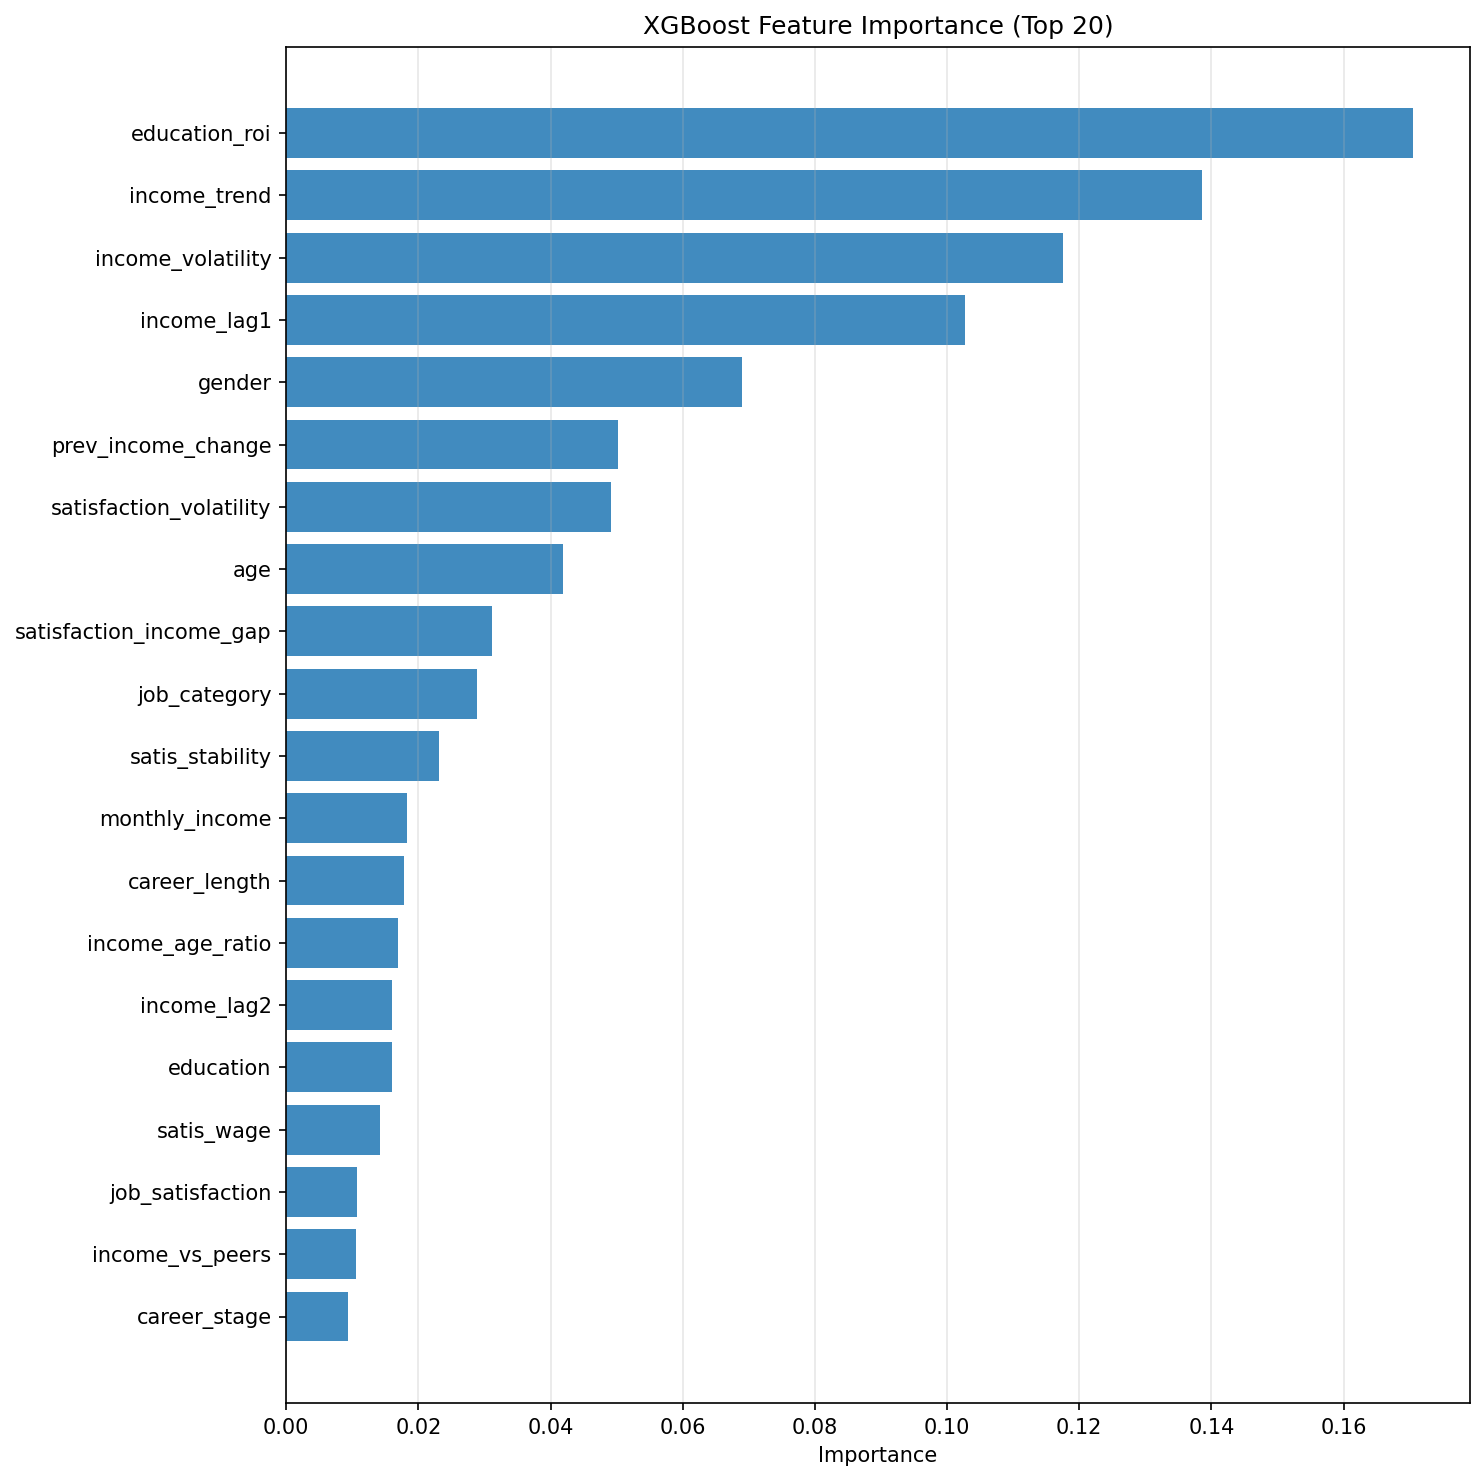 XGBoost Feature Importance (Top 20)
education_roi
income_trend
income_volatility
income_lag1
gender
prev_income_change
satisfaction_volatility
age
satisfaction_income_gap
job_category
satis_stability
monthly_income
career_length
income_age_ratio
income_lag2
education
satis_wage
job_satisfaction
income_vs_peers
career_stage
0.00 0.02 0.04 0.06 0.08 0.10 0.12 0.14 0.16
Importance